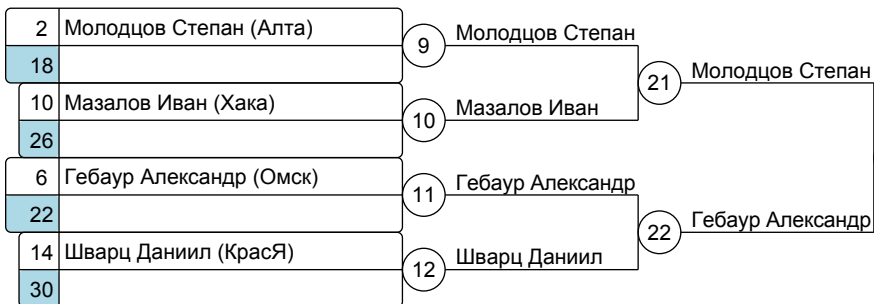 2 Молодцов Степан (Алта)
18
9 Молодцов Степан
10 Мазалов Иван (Хака)
26
10 Мазалов Иван
21 Молодцов Степан
6 Гебаур Александр (Омск)
22
11 Гебаур Александр
14 Шварц Даниил (КрасЯ)
30
12 Шварц Даниил
22 Гебаур Александр